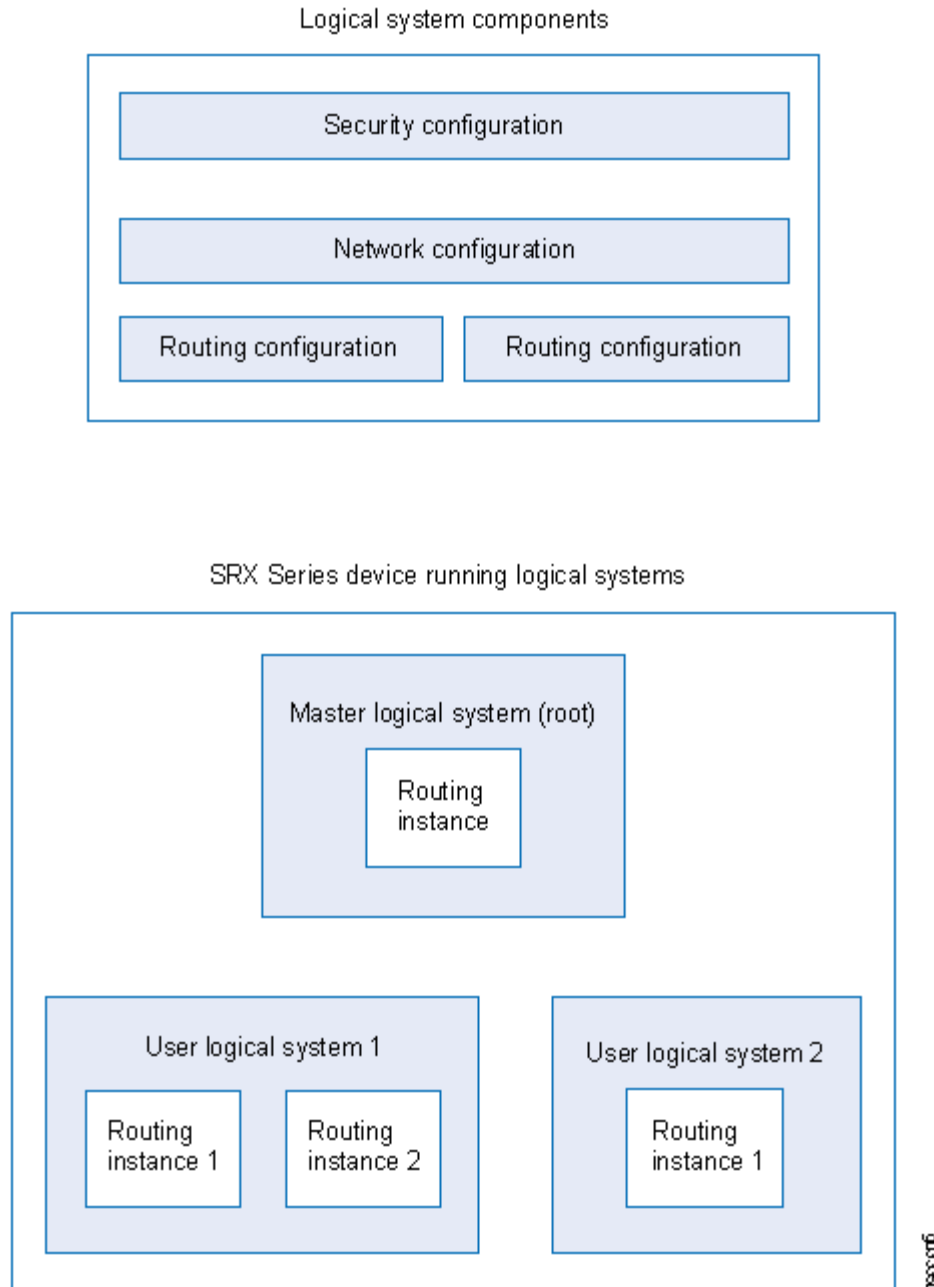 Logical system components
Security configuration
Network configuration
Routing configuration
Routing configuration
SRX Series device running logical systems
Master logical system (root)
Routing
instance
User logical system 1
Routing
instance 1
Routing
instance 2
User logical system 2
Routing
instance 1